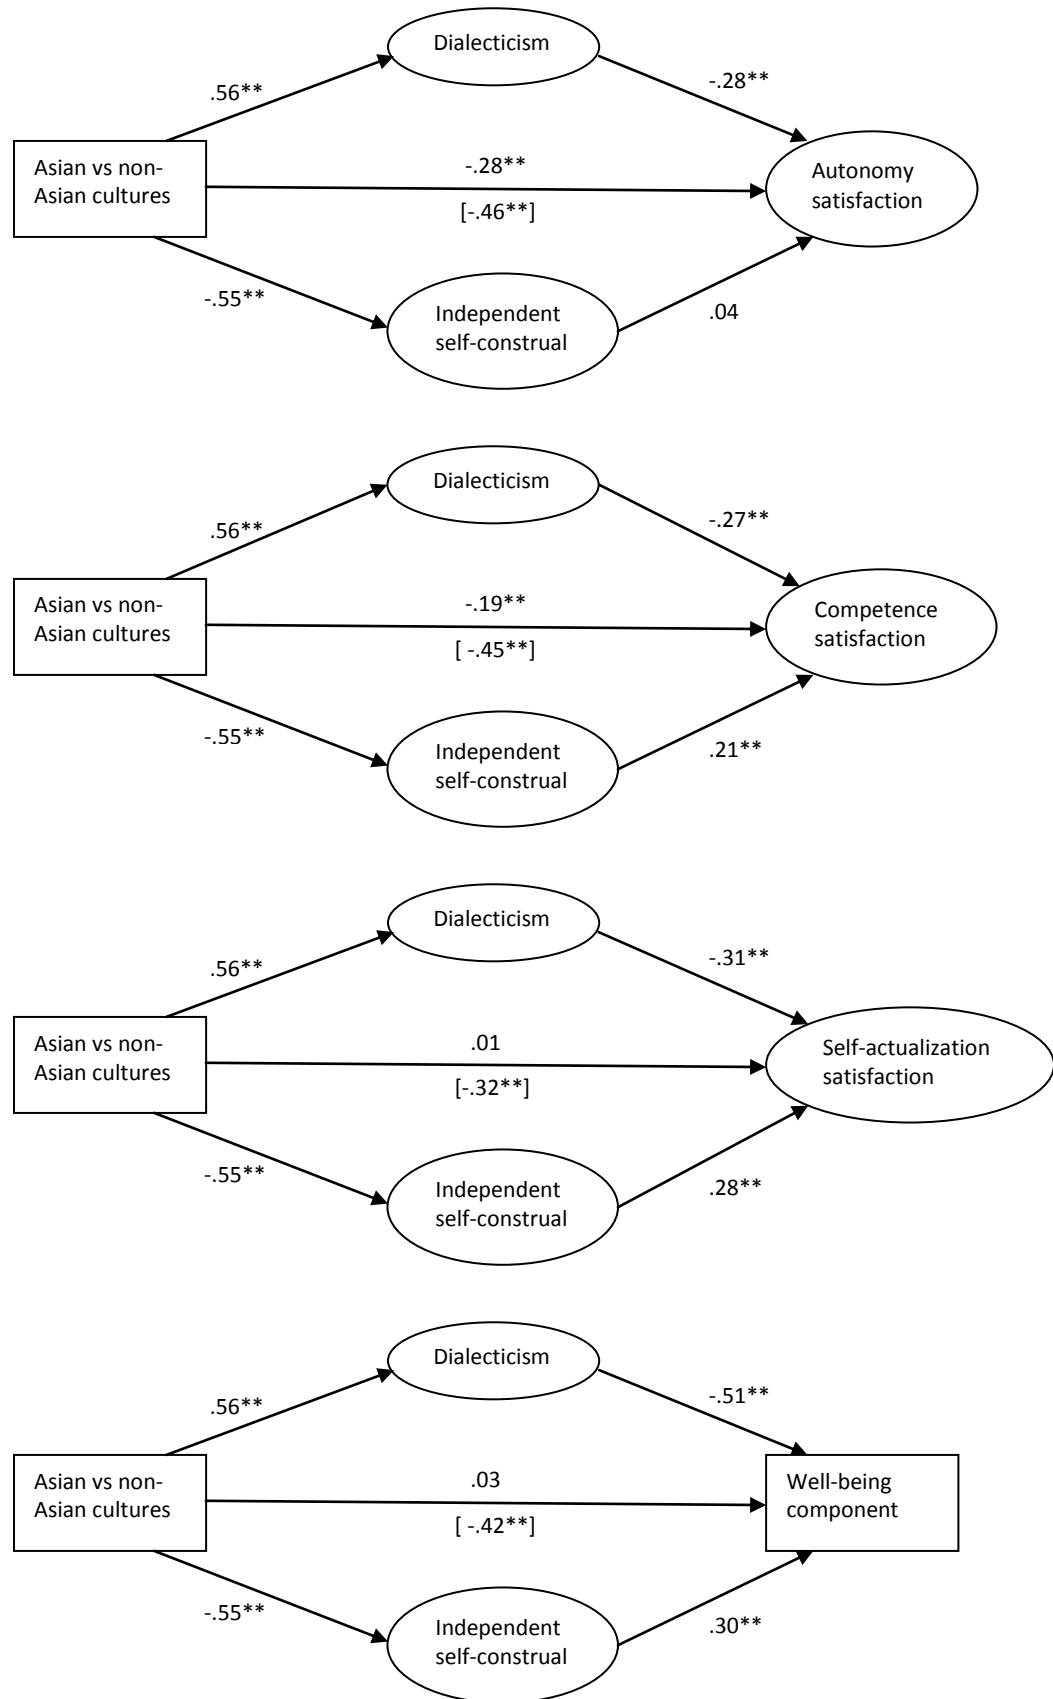 Dialecticism
.56**
-.28**
Asian vs non-
Asian cultures
-.28**
[-.46**]
Autonomy
satisfaction
-.55**
Independent
self-construal
.04
Dialecticism
.56**
-.27**
Asian vs non-
Asian cultures
-.19**
[ -.45**]
Competence
satisfaction
-.55**
Independent
self-construal
.21**
Dialecticism
.56**
-.31**
Asian vs non-
Asian cultures
.01
[-.32**]
Self-actualization
satisfaction
-.55**
Independent
self-construal
.28**
Dialecticism
.56**
-.51**
Asian vs non-
Asian cultures
.03
[ -.42**]
Well-being
component
-.55**
Independent
self-construal
.30**